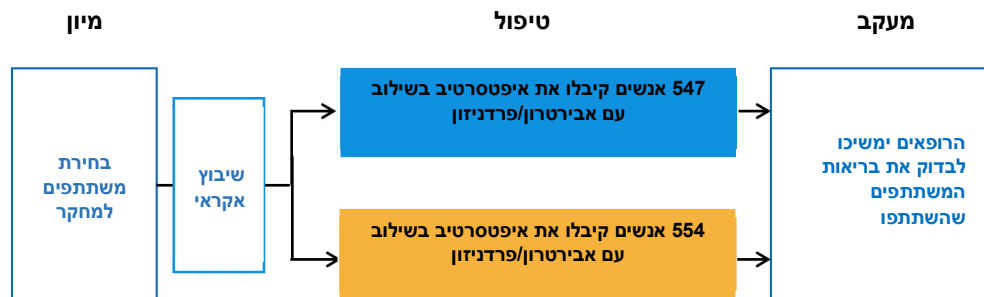 מיון
טיפול
מעקב
בחירת
משתתפים
למחקר
שיבוץ
אקראי
547 אנשים קיבלו את איפטסרטיב בשילוב
עם אבירטרון/פרדניזון
554 אנשים קיבלו את איפטסרטיב בשילוב
עם אבירטרון/פרדניזון
הרופאים ימשיכו
לבדוק את בריאות
המשתתפים
שהשתתפו